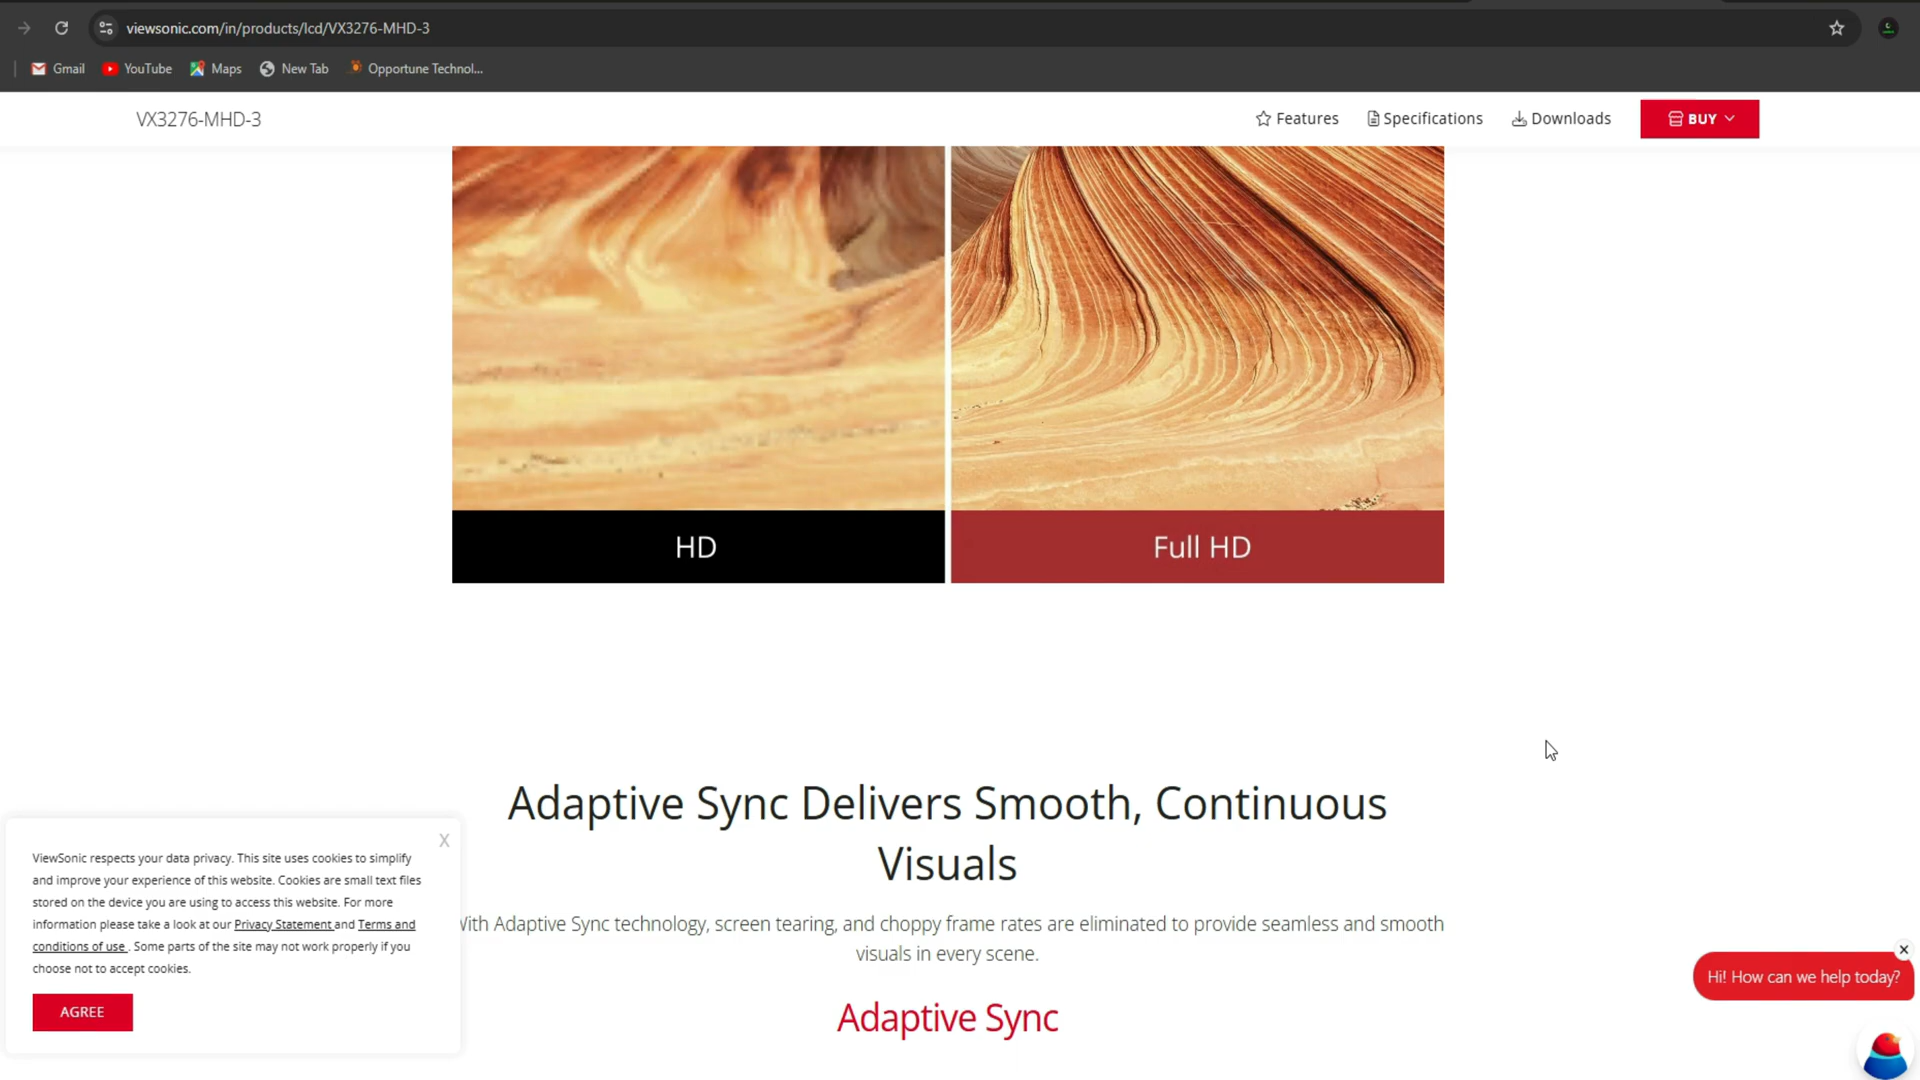 viewsonic.com/in/products/lcd/VX3276-MHD-3
Gmail YouTube Maps New Tab Opportune Technol...
VX3276-MHD-3 Features Specifications Downloads BUY
HD Full HD
Adaptive Sync Delivers Smooth, Continuous
Visuals
With Adaptive Sync technology, screen tearing, and choppy frame rates are eliminated to provide seamless and smooth
visuals in every scene.
Adaptive Sync
X
ViewSonic respects your data privacy. This site uses cookies to simplify
and improve your experience of this website. Cookies are small text files
stored on the device you are using to access this website. For more
information please take a look at our Privacy Statement and Terms and
conditions of use . Some parts of the site may not work properly if you
choose not to accept cookies.
AGREE
Hi! How can we help today?